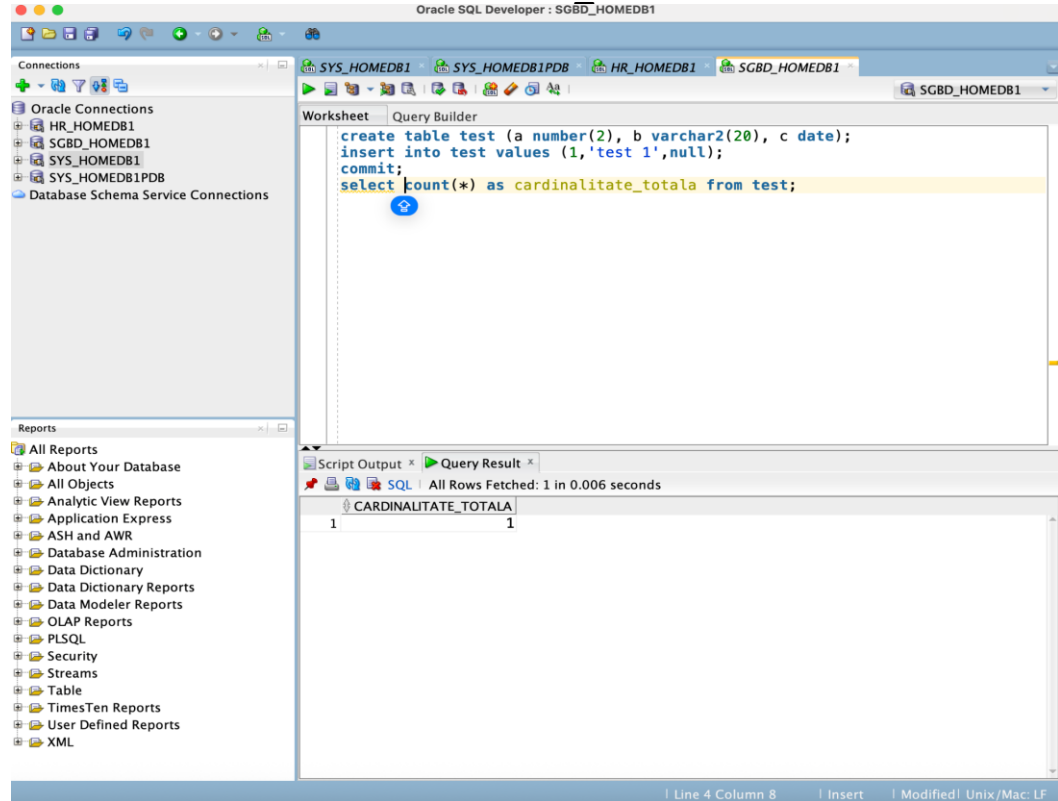 Oracle SQL Developer : SGBD_HOMEDB1
Connections
Oracle Connections
HR_HOMEDB1
SGBD_HOMEDB1
SYS_HOMEDB1
SYS_HOMEDB1PDB
Database Schema Service Connections
SYS_HOMEDB1 SYS_HOMEDB1PDB HR_HOMEDB1 SGBD_HOMEDB1
SGBD_HOMEDB1
Worksheet Query Builder
create table test (a number(2), b varchar2(20), c date);
insert into test values (1,'test 1',null);
commit;
select count(*) as cardinalitate_totala from test;
Reports
All Reports
About Your Database
All Objects
Analytic View Reports
Application Express
ASH and AWR
Database Administration
Data Dictionary
Data Dictionary Reports
Data Modeler Reports
OLAP Reports
PLSQL
Security
Streams
Table
TimesTen Reports
User Defined Reports
XML
Script Output Query Result
SQL All Rows Fetched: 1 in 0.006 seconds
CARDINALITATE_TOTALA
1 1
Line 4 Column 8 Insert Modified Unix/Mac: LF